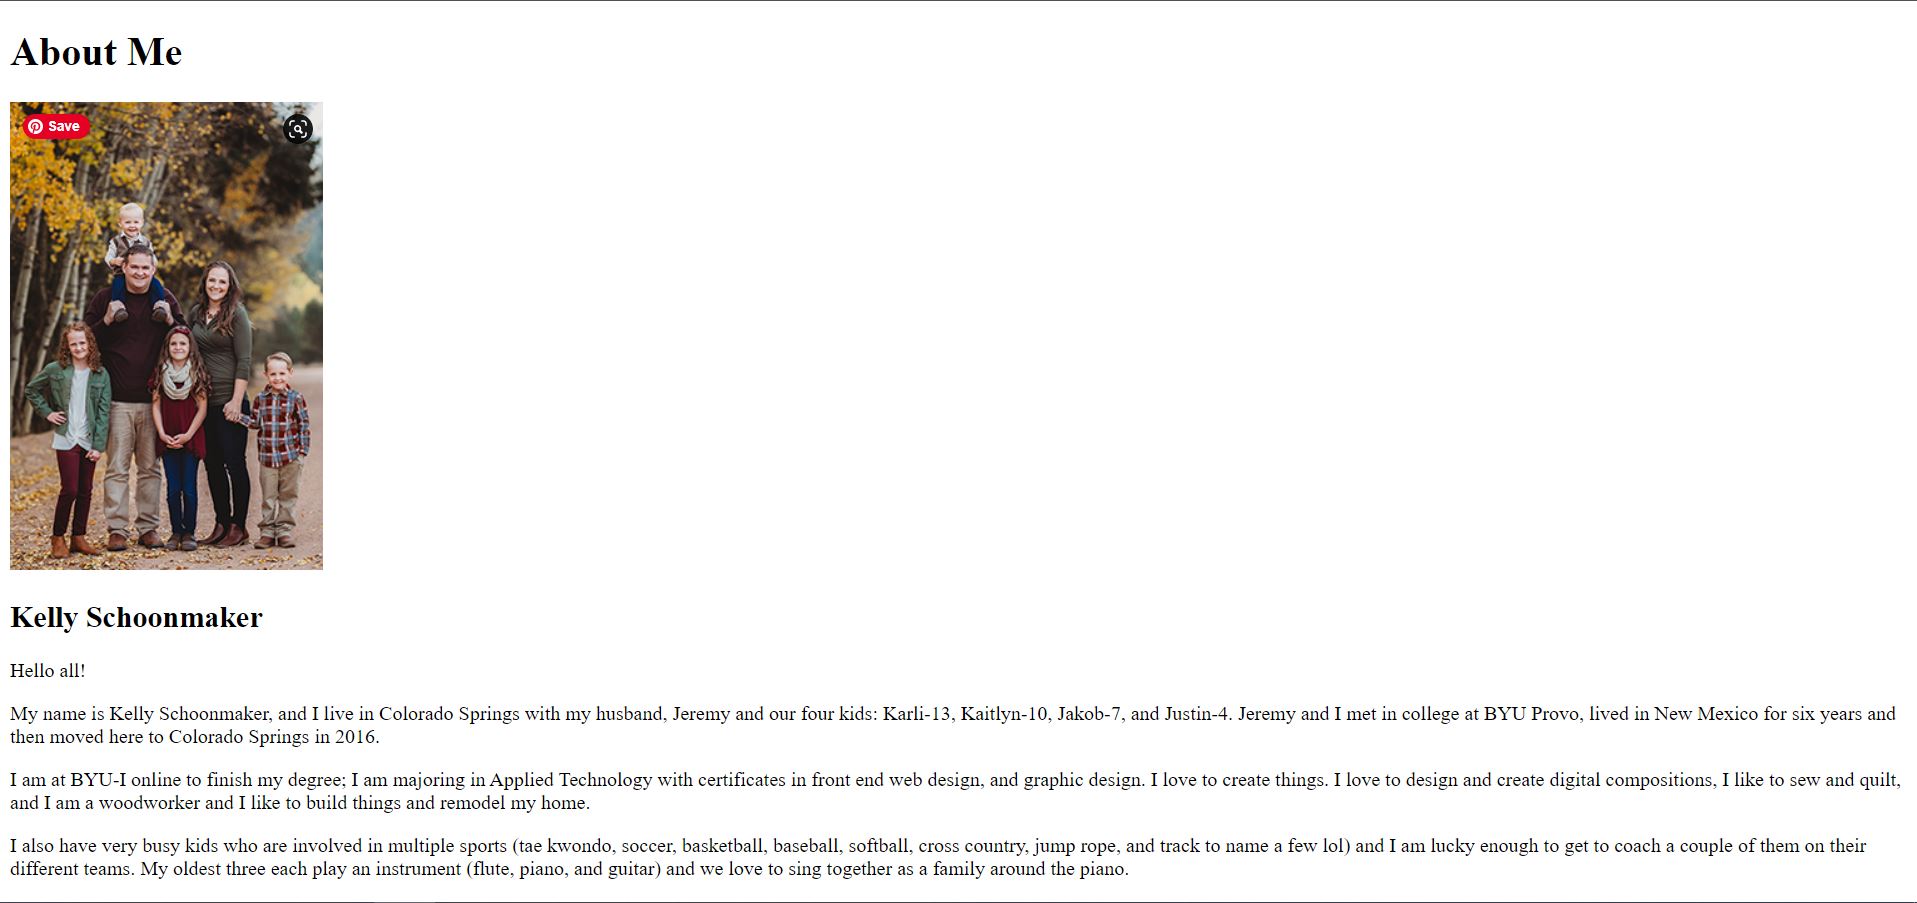 About Me
Save
Kelly Schoonmaker
Hello all!
My name is Kelly Schoonmaker, and I live in Colorado Springs with my husband, Jeremy and our four kids: Karli-13, Kaitlyn-10, Jakob-7, and Justin-4. Jeremy and I met in college at BYU Provo, lived in New Mexico for six years and
then moved here to Colorado Springs in 2016.
I am at BYU-I online to finish my degree; I am majoring in Applied Technology with certificates in front end web design, and graphic design. I love to create things. I love to design and create digital compositions, I like to sew and quilt,
and I am a woodworker and I like to build things and remodel my home.
I also have very busy kids who are involved in multiple sports (tae kwondo, soccer, basketball, baseball, softball, cross country, jump rope, and track to name a few lol) and I am lucky enough to get to coach a couple of them on their
different teams. My oldest three each play an instrument (flute, piano, and guitar) and we love to sing together as a family around the piano.